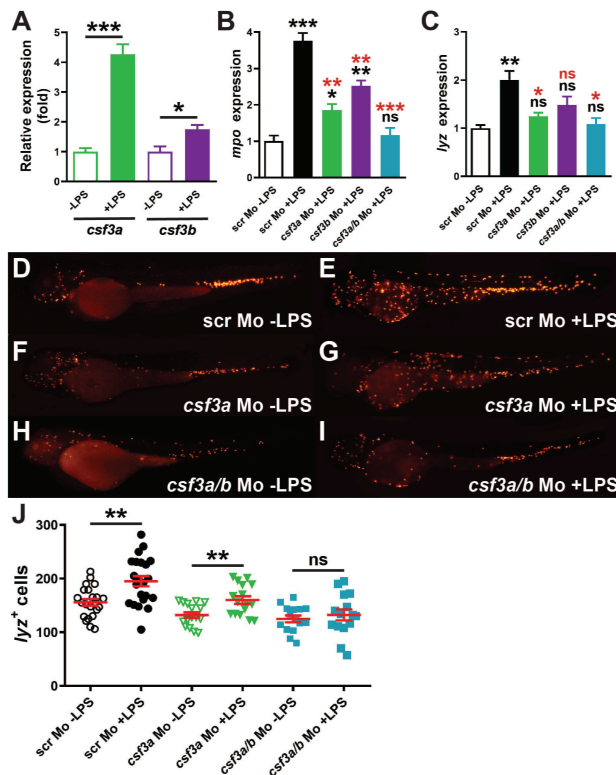 A
Relative expression
(fold)
5
4
3
2
1
0
***
*
-LPS
+LPS
-LPS
+LPS
csf3a
csf3b
B
mpo expression
4
3
2
1
0
***
**
*
**
**
***
ns
scr Mo -LPS
scr Mo +LPS
csf3a Mo +LPS
csf3b Mo +LPS
csf3a/b Mo +LPS
C
lyz expression
3
2
1
0
**
*
ns
ns
ns
*
ns
scr Mo -LPS
scr Mo +LPS
csf3a Mo +LPS
csf3b Mo +LPS
csf3a/b Mo +LPS
D
scr Mo -LPS
E
scr Mo +LPS
F
csf3a Mo -LPS
G
csf3a Mo +LPS
H
csf3a/b Mo -LPS
I
csf3a/b Mo +LPS
J
lyz+ cells
300
200
100
0
**
**
ns
scr Mo -LPS
scr Mo +LPS
csf3a Mo -LPS
csf3a Mo +LPS
csf3a/b Mo -LPS
csf3a/b Mo +LPS